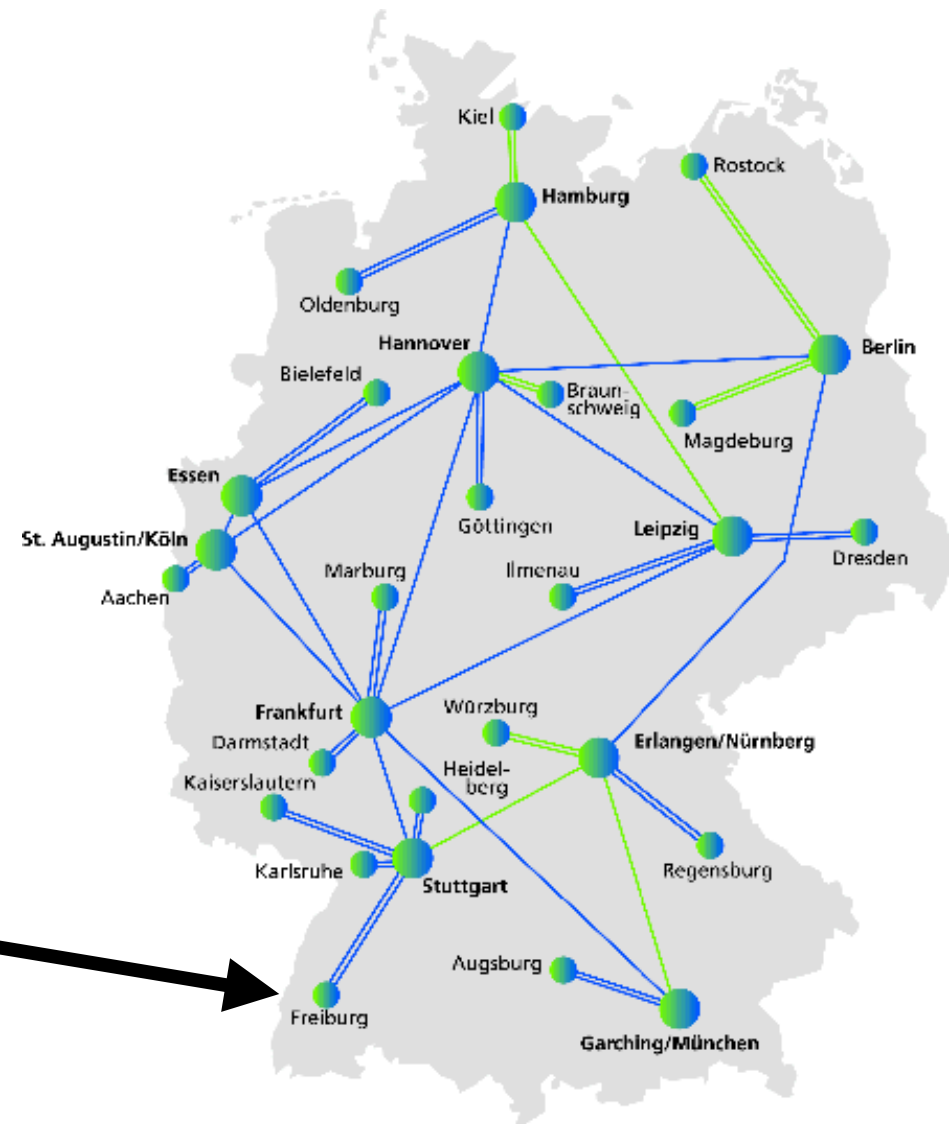 Kiel
Rostock
Hamburg
Oldenburg
Hannover
Berlin
Bielefeld
Braun-
schweig
Magdeburg
Essen
Göttingen
Leipzig
St. Augustin/Köln
Dresden
Marburg
Ilmenau
Aachen
Würzburg
Frankfurt
Erlangen/Nürnberg
Darmstadt
Heidel-
berg
Kaiserslautern
Karlsruhe
Regensburg
Stuttgart
Augsburg
Freiburg
Garching/München